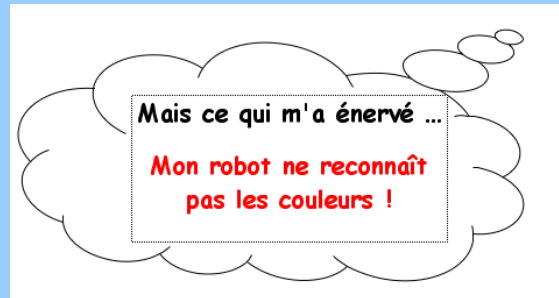 Mais ce qui m'a énervé ...
Mon robot ne reconnaît
pas les couleurs !